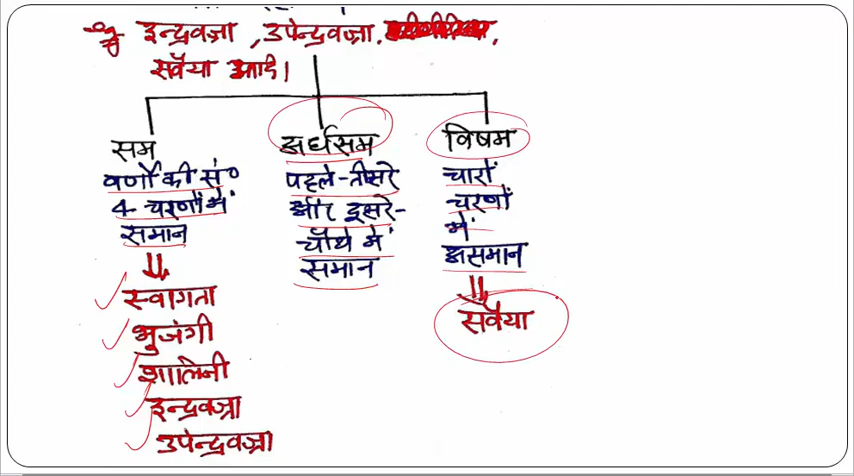 इन्द्रवज्रा, उपेन्द्रवज्रा,
सवैया आदि।
सम
वर्णों की सं०
4 चरणों में
समान
स्वागता
भुजंगी
शालिनी
इन्द्रवज्रा
उपेन्द्रवज्रा
अर्धसम
पहले-तीसरे
और दूसरे-
चौथे में
समान
विषम
चारों
चरणों
में
असमान
सवैया